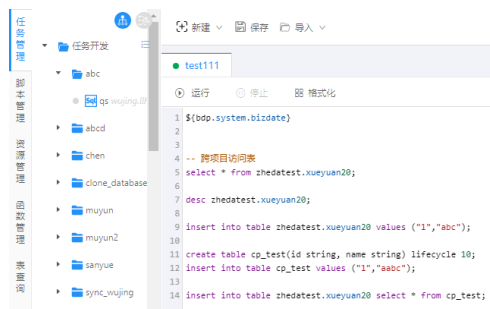 任务管理
脚本管理
资源管理
函数管理
表查询
任务开发
abc
Sql qs wujing.lll
abcd
chen
clone_database
muyun
muyun2
sanyue
sync_wujing
新建 保存 导入
test111
运行 停止 格式化
1 ${bdp.system.bizdate}
2
3
4 -- 跨项目访问表
5 select * from zhedatest.xueyuan20;
6
7 desc zhedatest.xueyuan20;
8
9 insert into table zhedatest.xueyuan20 values ("1","abc");
10
11 create table cp_test(id string, name string) lifecycle 10;
12 insert into table cp_test values ("1","aabc");
13
14 insert into table zhedatest.xueyuan20 select * from cp_test;